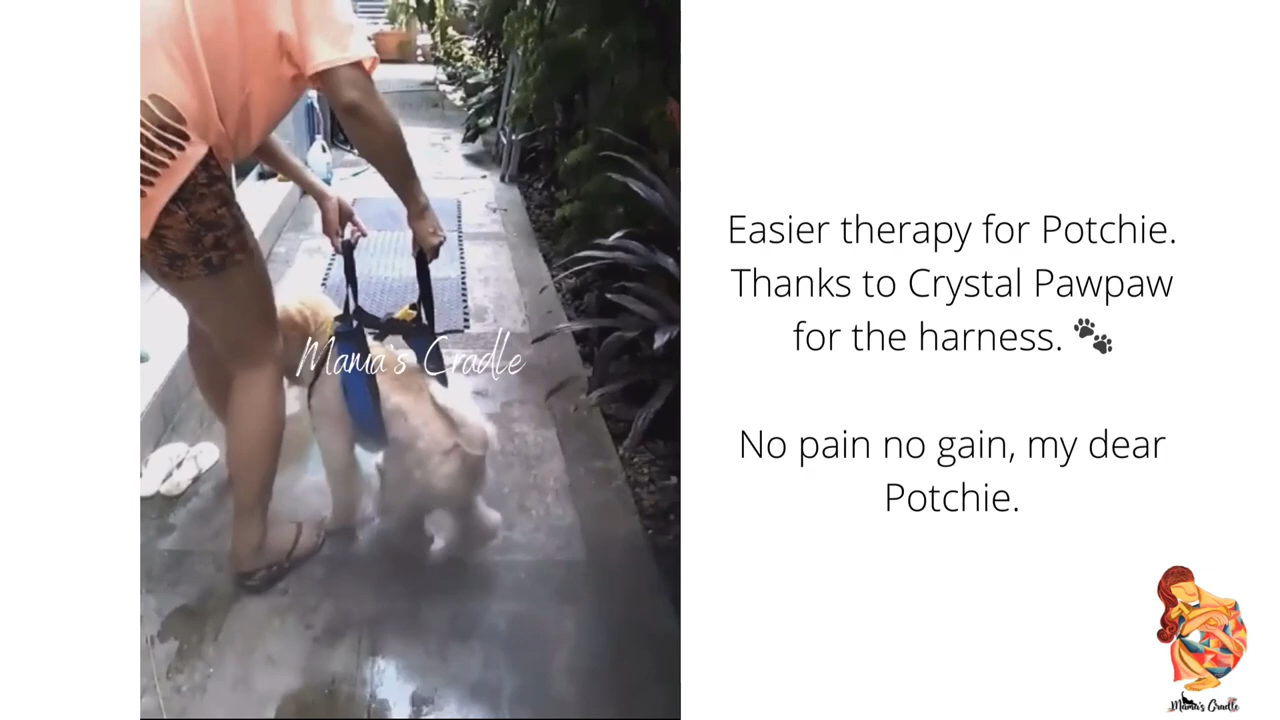 Mama's Cradle
Easier therapy for Potchie.
Thanks to Crystal Pawpaw
for the harness. 🐾
No pain no gain, my dear
Potchie.
Mama's Cradle